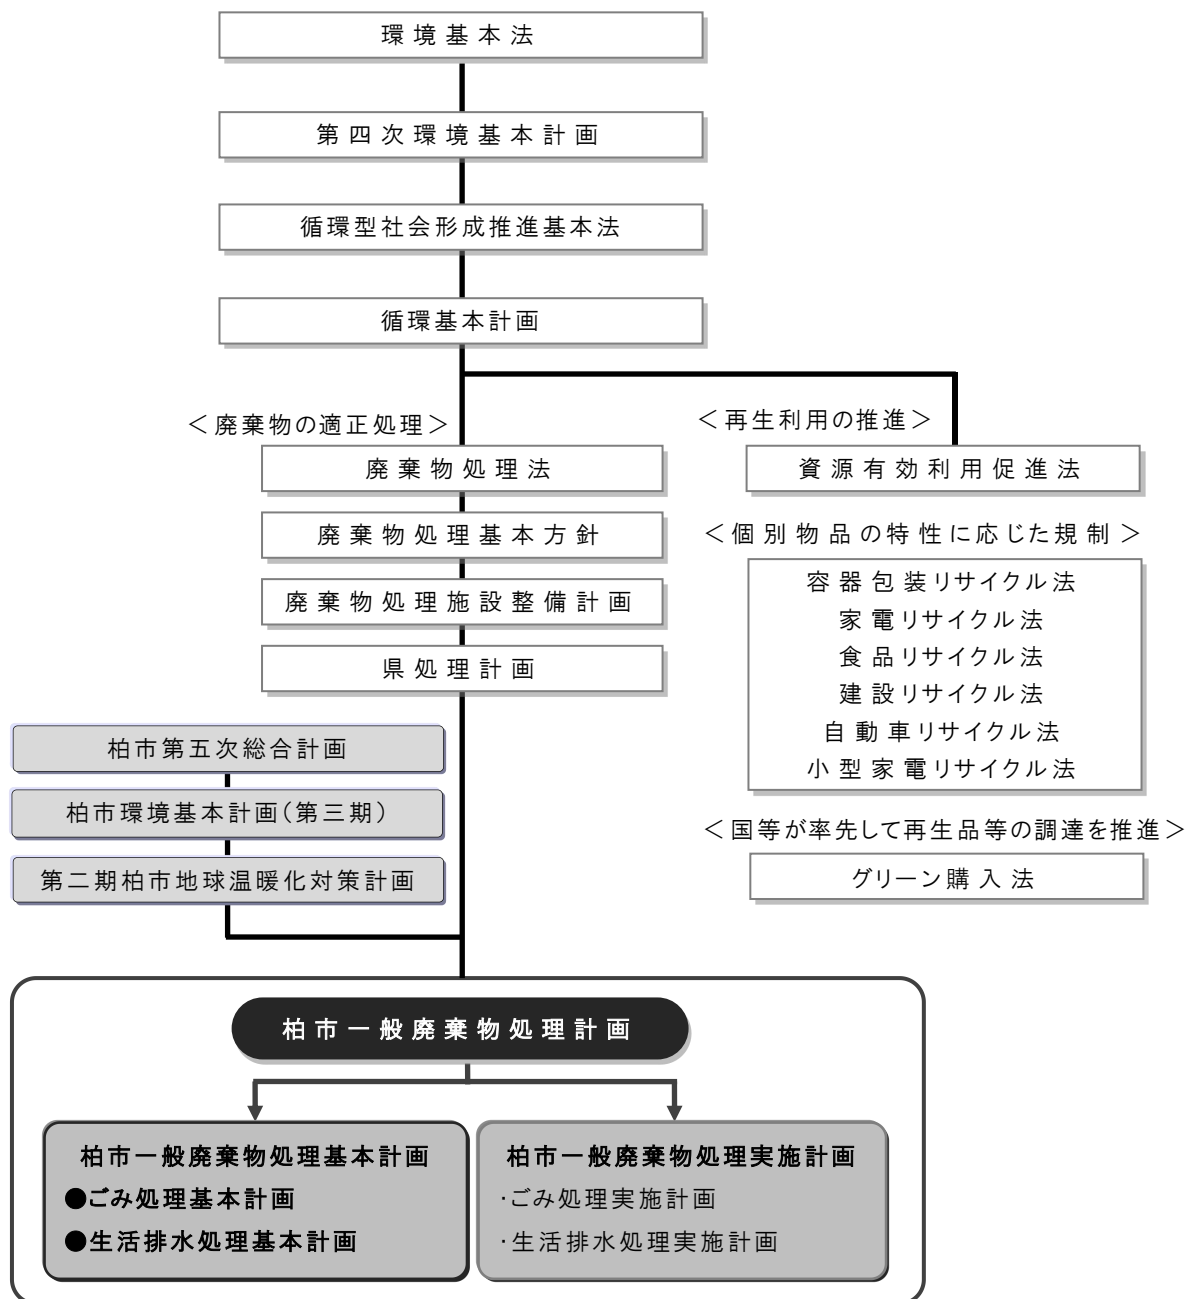 環境基本法
第四次環境基本計画
循環型社会形成推進基本法
循環基本計画
＜廃棄物の適正処理＞
廃棄物処理法
廃棄物処理基本方針
廃棄物処理施設整備計画
県処理計画
＜再生利用の推進＞
資源有効利用促進法
＜個別物品の特性に応じた規制＞
容器包装リサイクル法
家電リサイクル法
食品リサイクル法
建設リサイクル法
自動車リサイクル法
小型家電リサイクル法
＜国等が率先して再生品等の調達を推進＞
グリーン購入法
柏市第五次総合計画
柏市環境基本計画（第三期）
第二期柏市地球温暖化対策計画
柏市一般廃棄物処理計画
柏市一般廃棄物処理基本計画
●ごみ処理基本計画
●生活排水処理基本計画
柏市一般廃棄物処理実施計画
・ごみ処理実施計画
・生活排水処理実施計画